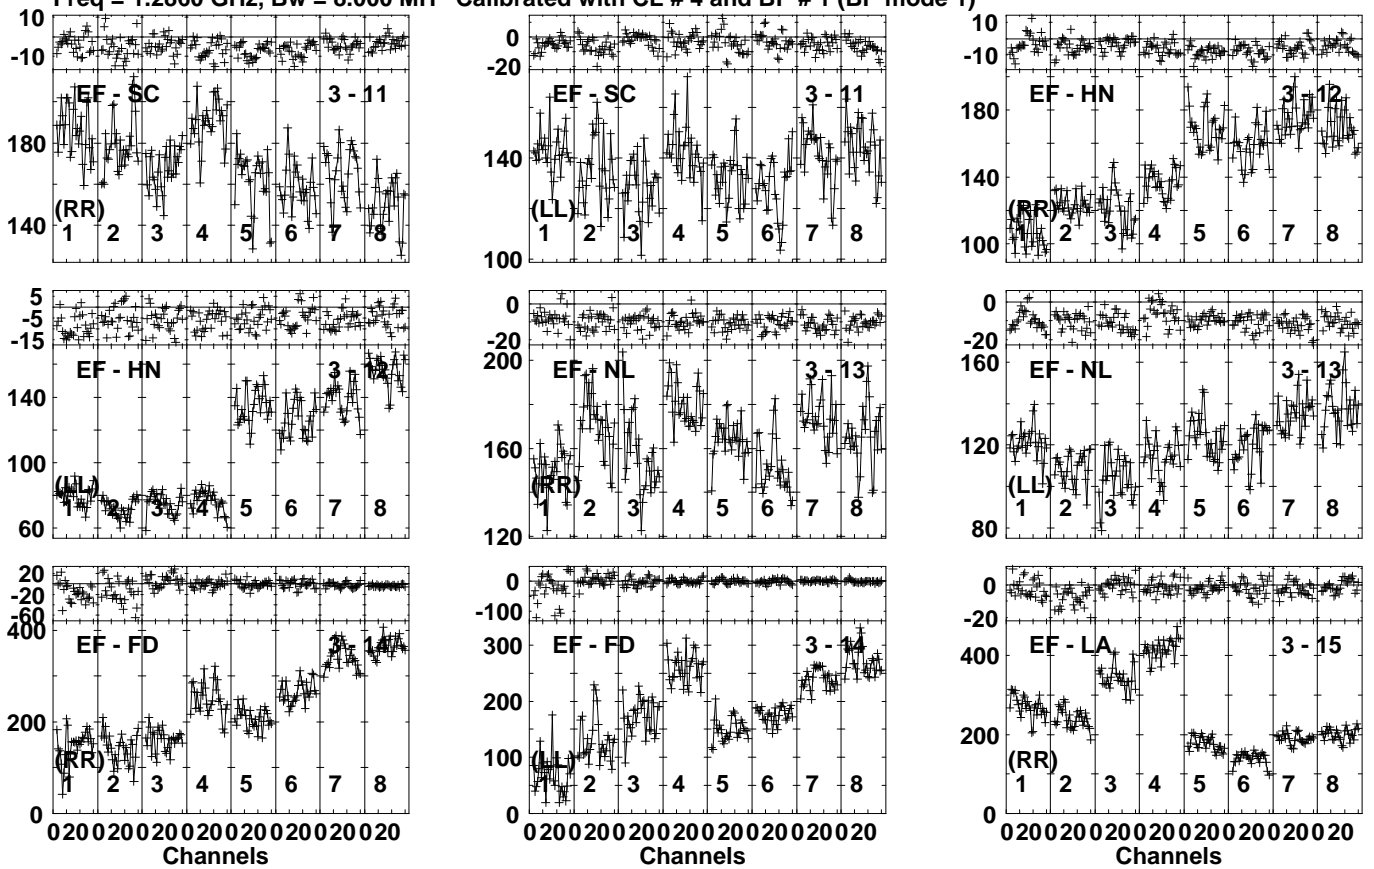 Freq = 1.2860 GHz, Bw = 8.000 MH Calibrated with CL # 4 and BP # 1 (BP mode 1)
10
-10
EF - SC 3 - 11
180
140
(RR)
1 2 3 4 5 6 7 8
0
-20
EF - SC 3 - 11
140
100
(LL)
1 2 3 4 5 6 7 8
10
-10
EF - HN 3 - 12
180
140
100
(RR)
1 2 3 4 5 6 7 8
5
-5
-15
EF - HN 3 - 12
140
100
60
(LL)
1 2 3 4 5 6 7 8
0
-20
200
EF - NL 3 - 13
160
120
(RR)
1 2 3 4 5 6 7 8
0
-20
160
EF - NL 3 - 13
120
80
(LL)
1 2 3 4 5 6 7 8
20
-20
-60
400
EF - FD 3 - 14
200
0
(RR)
1 2 3 4 5 6 7 8
0 20 0 20 0 20 0 20 0 20 0 20 0 20 0 20
Channels
0
-100
300
EF - FD 3 - 14
200
100
0
(LL)
1 2 3 4 5 6 7 8
0 20 0 20 0 20 0 20 0 20 0 20 0 20 0 20
Channels
0
-20
400
EF - LA 3 - 15
200
0
(RR)
1 2 3 4 5 6 7 8
0 20 0 20 0 20 0 20 0 20 0 20 0 20 0 20
Channels